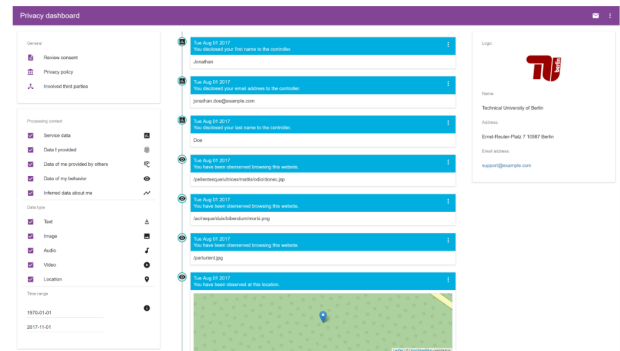 Privacy dashboard
General
Review consent
Privacy policy
Involved third parties
Processing context
Service data
Data I provided
Data of me provided by others
Data of my behavior
Inferred data about me
Data type
Text
Image
Audio
Video
Location
Time range
1970-01-01
2017-11-01
Tue Aug 01 2017
You disclosed your first name to the controller.
Jonathan
Tue Aug 01 2017
You disclosed your email address to the controller.
jonathan.doe@example.com
Tue Aug 01 2017
You disclosed your last name to the controller.
Doe
Tue Aug 01 2017
You have been obserwed browsing this website.
Tue Aug 01 2017
You have been obserwed browsing this website.
Tue Aug 01 2017
You have been obserwed browsing this website.
/parturient.jpg
Tue Aug 01 2017
You have been observed at this location.
Logo:
berlin
Name:
Technical University of Berlin
Address:
Ernst-Reuter-Platz 7 10587 Berlin
Email address:
support@example.com